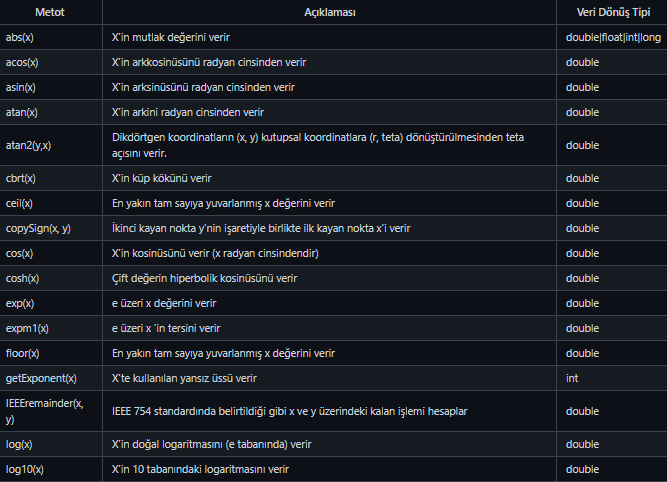 Metot Açıklaması Veri Dönüş Tipi
abs(x) X'in mutlak değerini verir double|float|int|long
acos(x) X'in arkkosinüsünü radyan cinsinden verir double
asin(x) X'in arksinüsünü radyan cinsinden verir double
atan(x) X'in arkini radyan cinsinden verir double
atan2(y,x) Dikdörtgen koordinatların (x, y) kutupsal koordinatlara (r, teta) dönüştürülmesinden teta
açısını verir. double
cbrt(x) X'in küp kökünü verir double
ceil(x) En yakın tam sayıya yuvarlanmış x değerini verir double
copySign(x, y) İkinci kayan nokta y'nin işaretiyle birlikte ilk kayan nokta x'i verir double
cos(x) X'in kosinüsünü verir (x radyan cinsindendir) double
cosh(x) Çift değerin hiperbolik kosinüsünü verir double
exp(x) e üzeri x değerini verir double
expm1(x) e üzeri x 'in tersini verir double
floor(x) En yakın tam sayıya yuvarlanmış x değerini verir double
getExponent(x) X'te kullanılan yansız üssü verir int
IEEEremainder(x,
y) IEEE 754 standardında belirtildiği gibi x ve y üzerindeki kalan işlemi hesaplar double
log(x) X'in doğal logaritmasını (e tabanında) verir double
log10(x) X'in 10 tabanındaki logaritmasını verir double